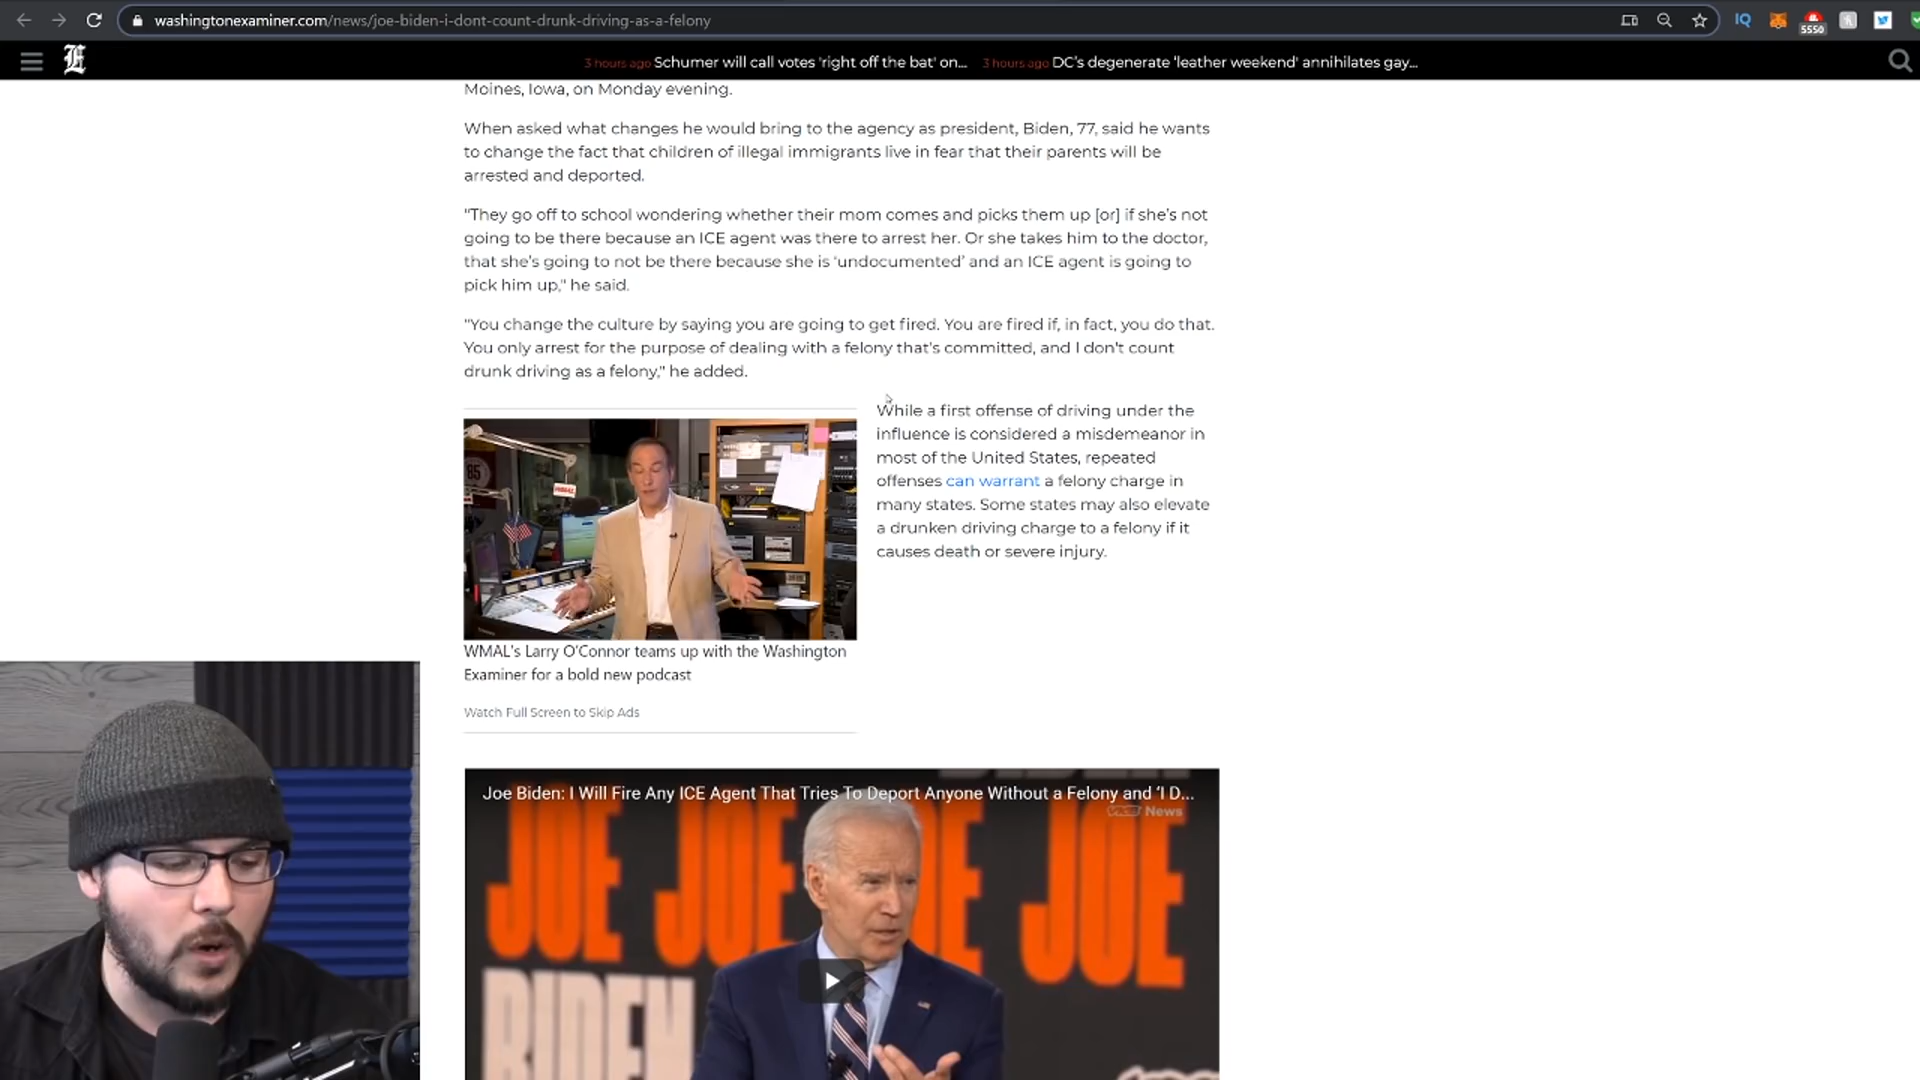 washingtonexaminer.com/news/joe-biden-i-dont-count-drunk-driving-as-a-felony
IQ
5550
E
3 hours ago Schumer will call votes 'right off the bat' on...
3 hours ago DC's degenerate 'leather weekend' annihilates gay...
Moines, Iowa, on Monday evening.
When asked what changes he would bring to the agency as president, Biden, 77, said he wants
to change the fact that children of illegal immigrants live in fear that their parents will be
arrested and deported.
"They go off to school wondering whether their mom comes and picks them up [or] if she's not
going to be there because an ICE agent was there to arrest her. Or she takes him to the doctor,
that she's going to not be there because she is 'undocumented' and an ICE agent is going to
pick him up," he said.
"You change the culture by saying you are going to get fired. You are fired if, in fact, you do that.
You only arrest for the purpose of dealing with a felony that's committed, and I don't count
drunk driving as a felony," he added.
While a first offense of driving under the
influence is considered a misdemeanor in
most of the United States, repeated
offenses can warrant a felony charge in
many states. Some states may also elevate
a drunken driving charge to a felony if it
causes death or severe injury.
85
WMAL
WMAL's Larry O'Connor teams up with the Washington
Examiner for a bold new podcast
Watch Full Screen to Skip Ads
Joe Biden: I Will Fire Any ICE Agent That Tries To Deport Anyone Without a Felony and 'I D...
VICE News
BIDEN
JOE JOE JOE JOE
BIDEN